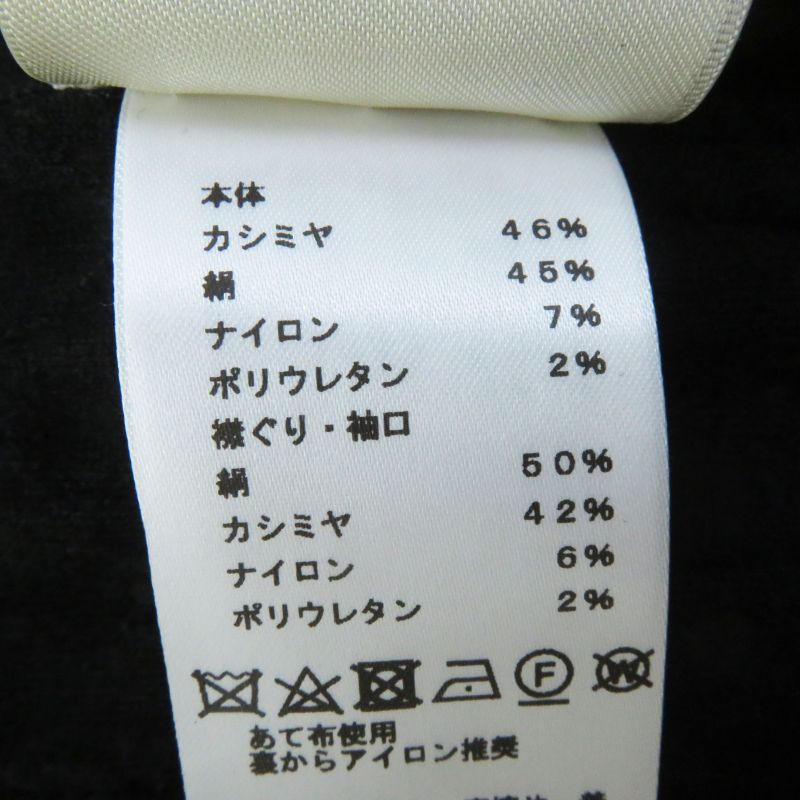 本体
カシミヤ 46%
絹 45%
ナイロン 7%
ポリウレタン 2%
襟ぐり・袖口
絹 50%
カシミヤ 42%
ナイロン 6%
ポリウレタン 2%
F W
あて布使用
裏からアイロン推奨